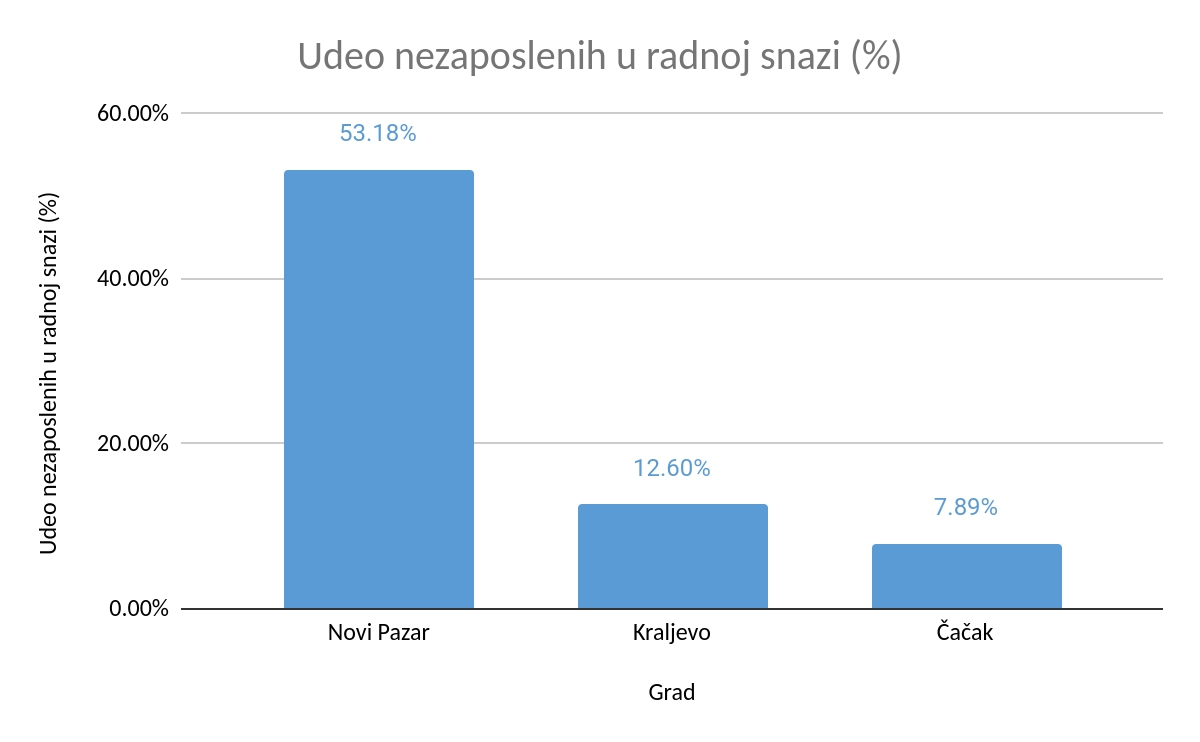 Udeo nezaposlenih u radnoj snazi (%)
Udeo nezaposlenih u radnoj snazi (%)
60.00%
40.00%
20.00%
0.00%
53.18%
12.60%
7.89%
Novi Pazar
Kraljevo
Čačak
Grad